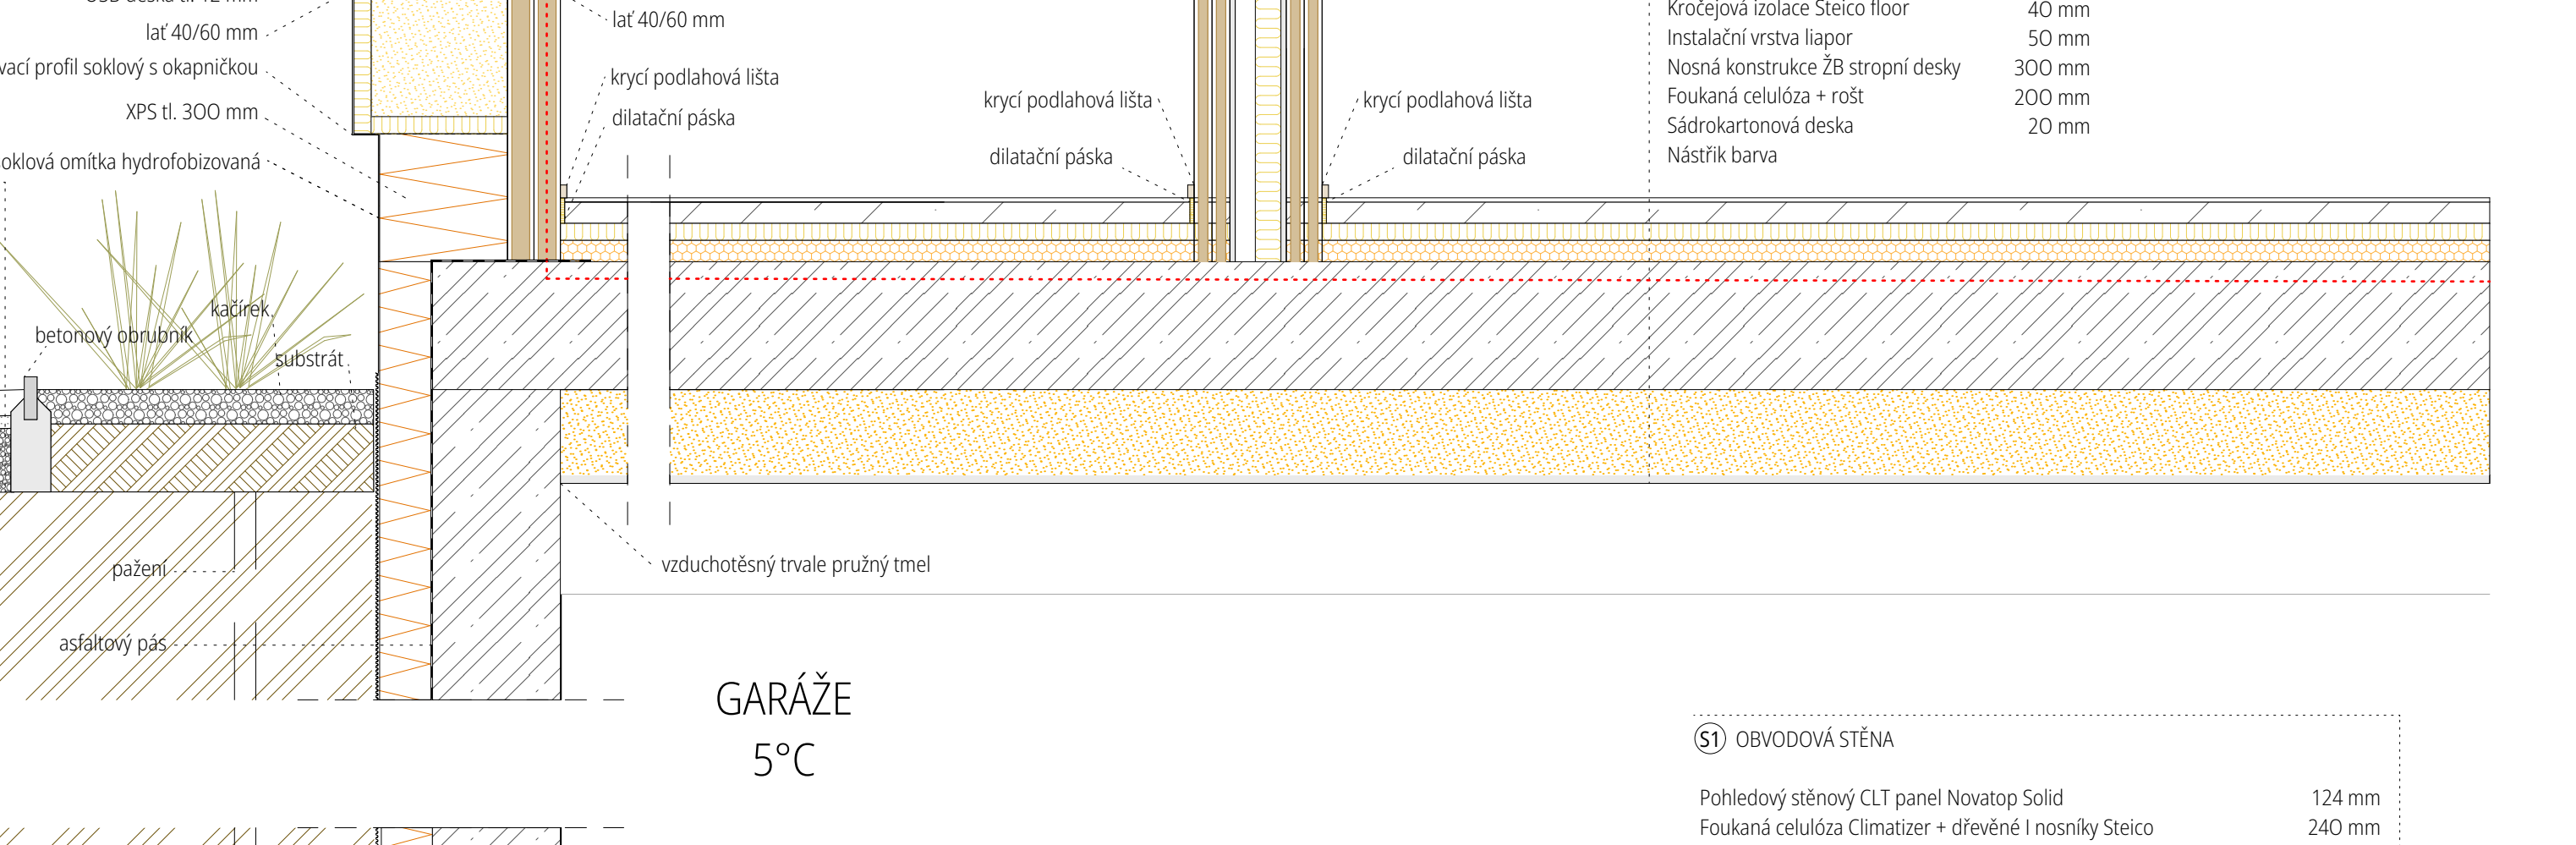 lať 40/60 mm
vací profil soklový s okapničkou
XPS tl. 300 mm
soklová omítka hydrofobizovaná
kačírek
betonový obrubník
substrát
pažení
asfaltový pás
lať 40/60 mm
krycí podlahová lišta
dilatační páska
krycí podlahová lišta
dilatační páska
krycí podlahová lišta
dilatační páska
Kročejová izolace Steico floor 40 mm
Instalační vrstva liapor 50 mm
Nosná konstrukce ŽB stropní desky 300 mm
Foukaná celulóza + rošt 200 mm
Sádrokartonová deska 20 mm
Nástřik barva
vzduchotěsný trvale pružný tmel
GARÁŽE
5°C
S1 OBVODOVÁ STĚNA
Pohledový stěnový CLT panel Novatop Solid 124 mm
Foukaná celulóza Climatizer + dřevěné I nosníky Steico 240 mm